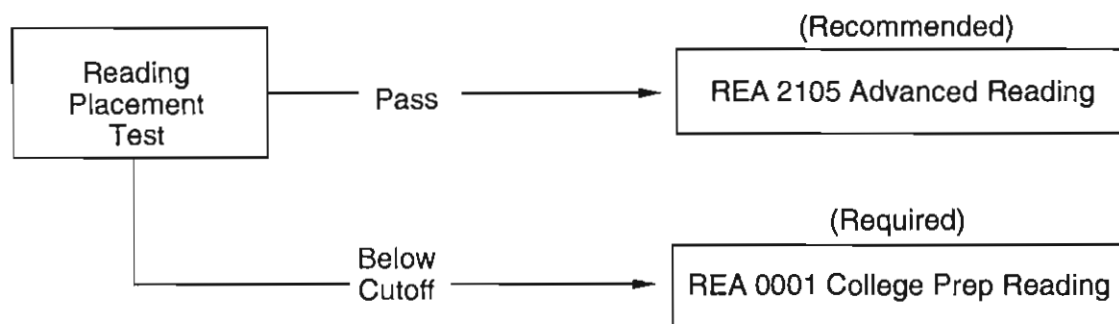 (Recommended)
Reading
Placement
Test
Pass
REA 2105 Advanced Reading
(Required)
Below
Cutoff
REA 0001 College Prep Reading